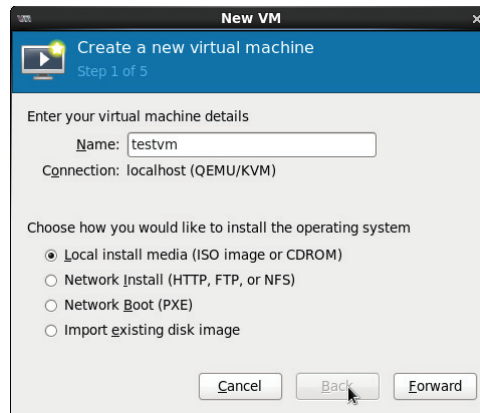 New VM
Create a new virtual machine
Step 1 of 5
Enter your virtual machine details
Name: testvm
Connection: localhost (QEMU/KVM)
Choose how you would like to install the operating system
Local install media (ISO image or CDROM)
Network Install (HTTP, FTP, or NFS)
Network Boot (PXE)
Import existing disk image
Cancel Back Forward